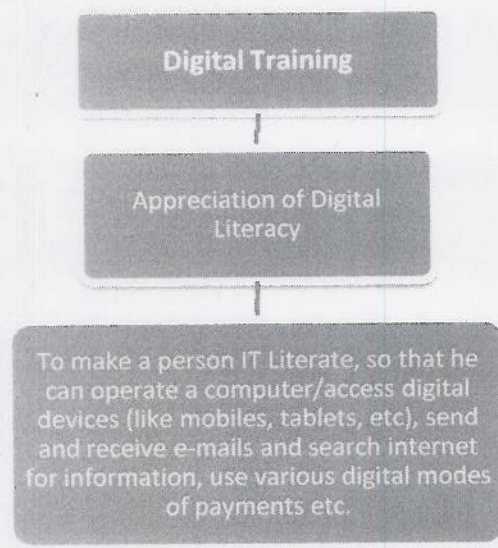 Digital Training
Appreciation of Digital
Literacy
To make a person IT Literate, so that he
can operate a computer/access digital
devices (like mobiles, tablets, etc), send
and receive e-mails and search internet
for information, use various digital modes
of payments etc.